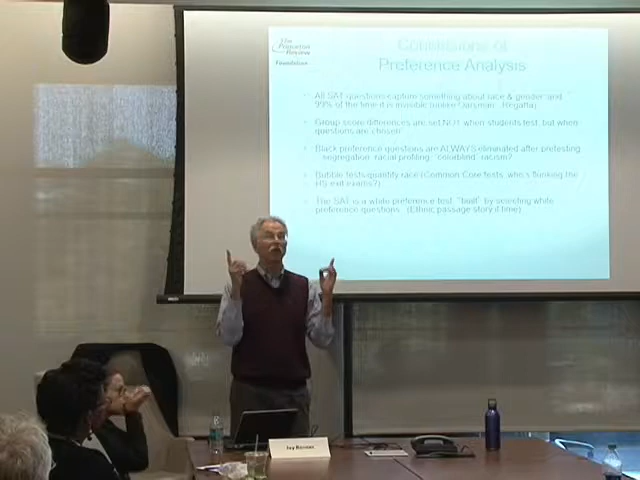 The
Princeton
Review
Foundation
Conclusions of
Preference Analysis
All SAT questions capture something about race & gender and
99% of the time it is invisible (unlike Oarsman - Regatta)
Group score differences are set NOT when students test, but when
questions are chosen
Black preference questions are ALWAYS eliminated after pretesting
segregation, racial profiling, "colorblind" racism?
Bubble tests quantify race (Common Core tests, who's flunking the
HS exit exams?)
The SAT is a white preference test "built" by selecting white
preference questions. (Ethnic passage story if time)
Jay Rosner